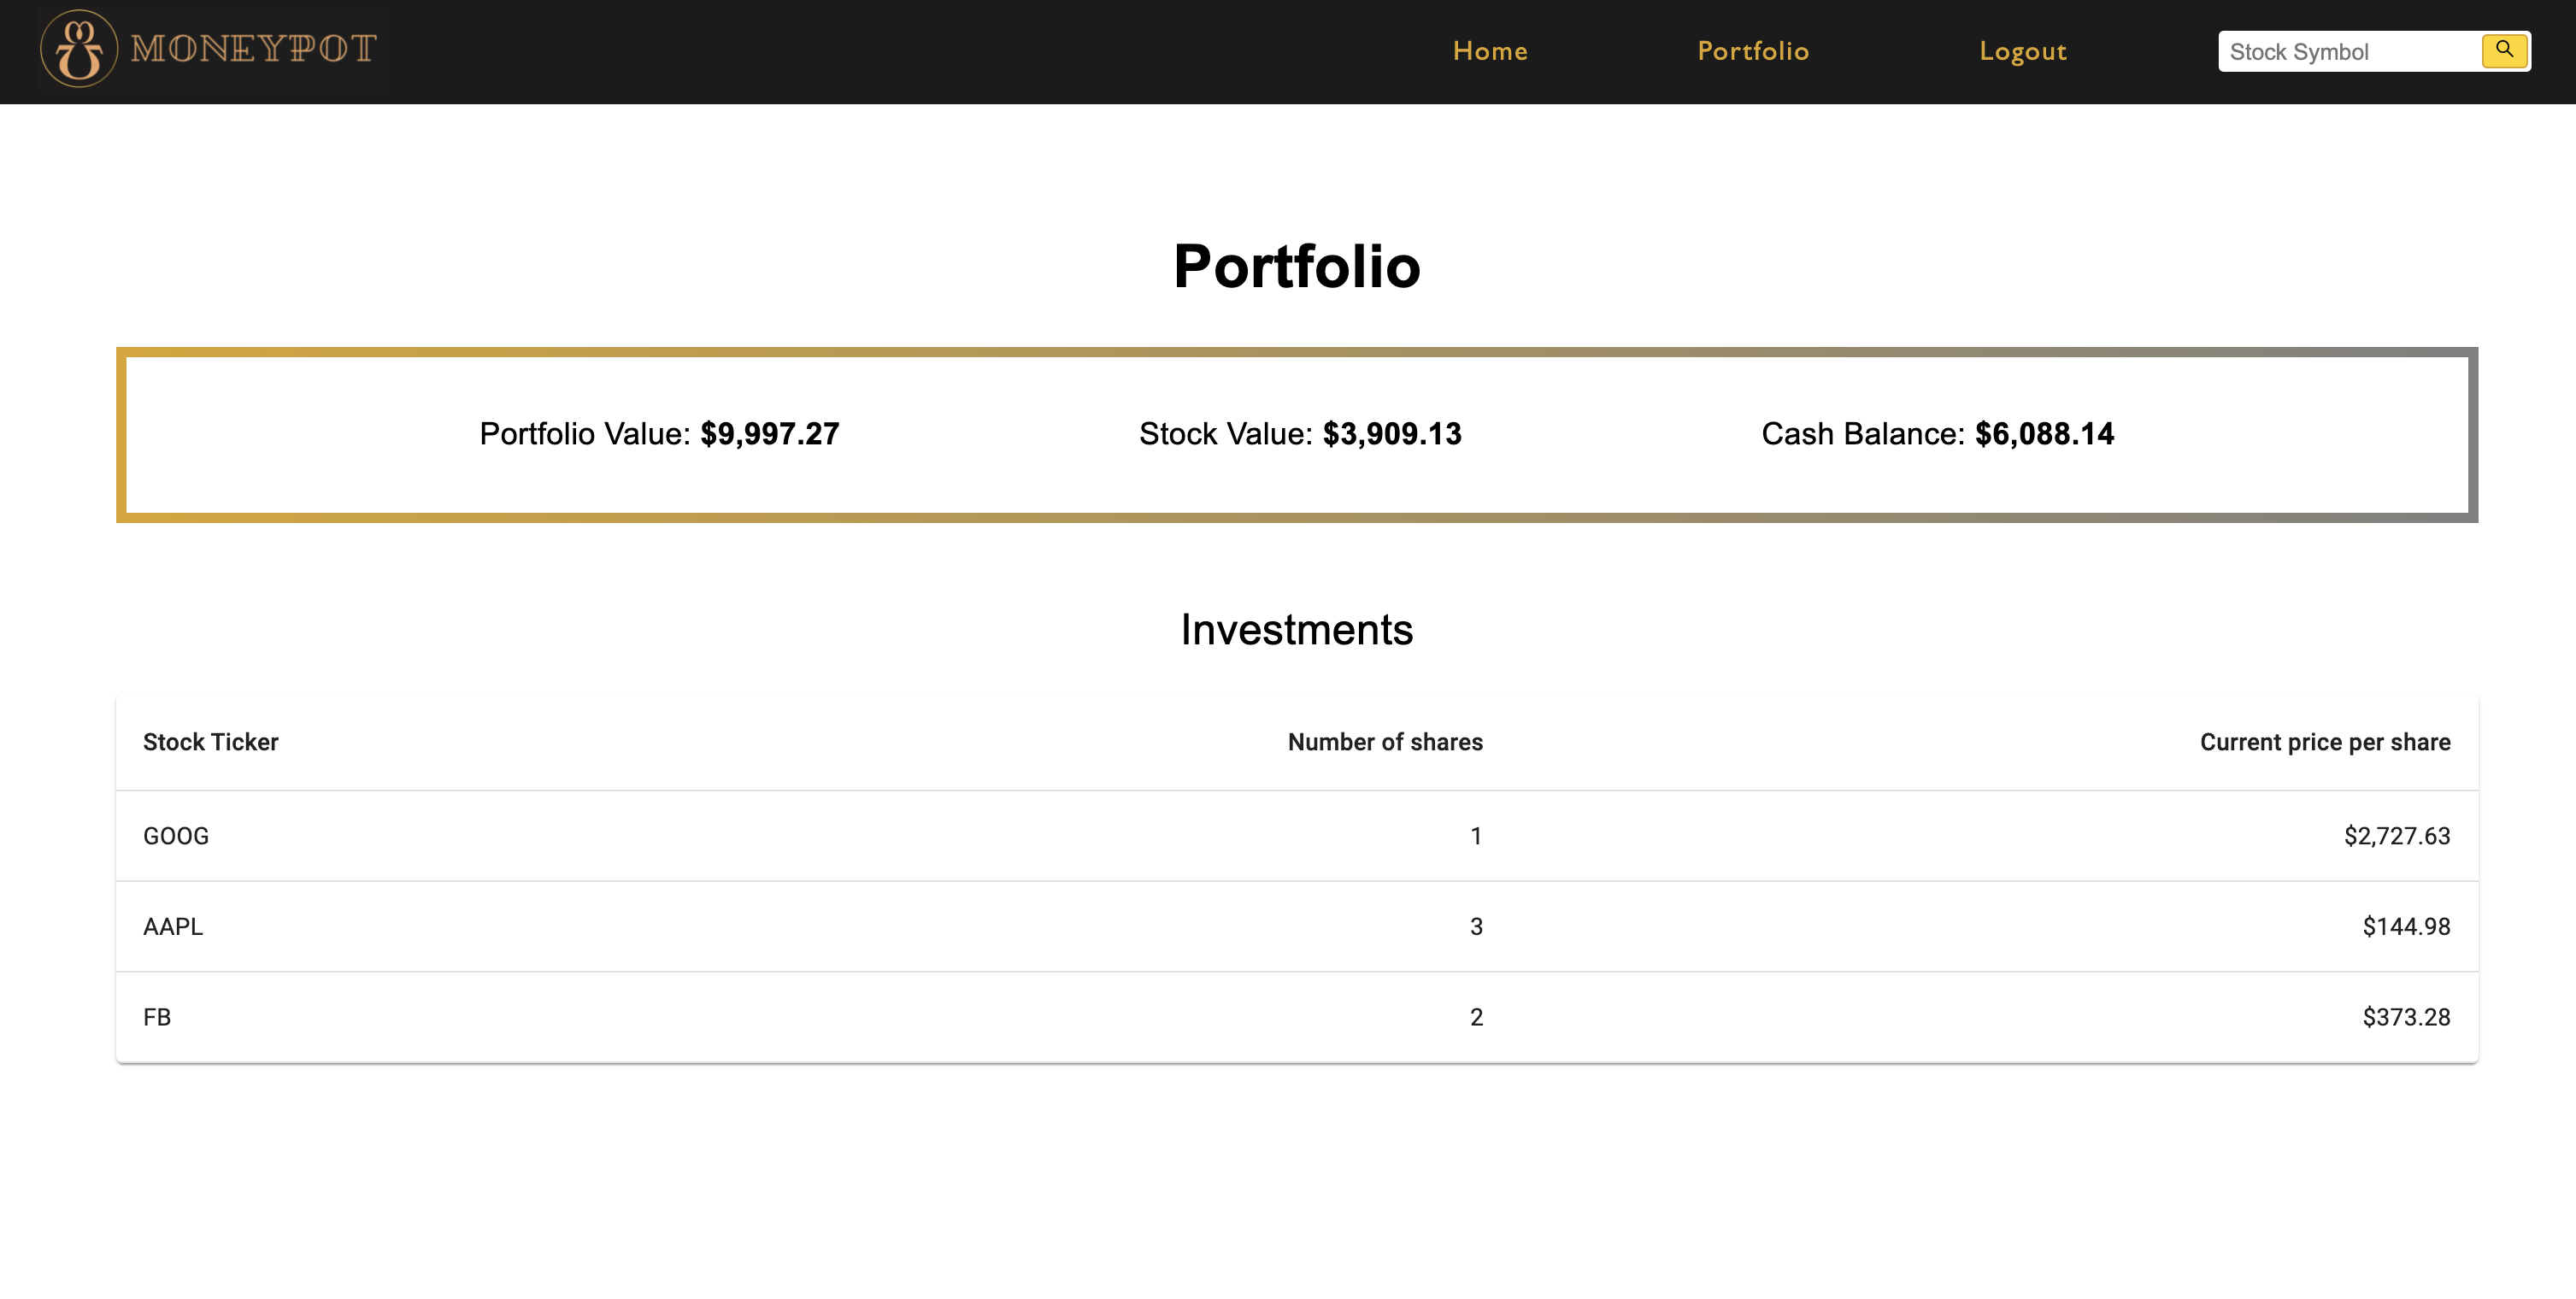 MONEYPOT Home Portfolio Logout Stock Symbol
Portfolio
Portfolio Value: $9,997.27 Stock Value: $3,909.13 Cash Balance: $6,088.14
Investments
Stock Ticker Number of shares Current price per share
GOOG 1 $2,727.63
AAPL 3 $144.98
FB 2 $373.28